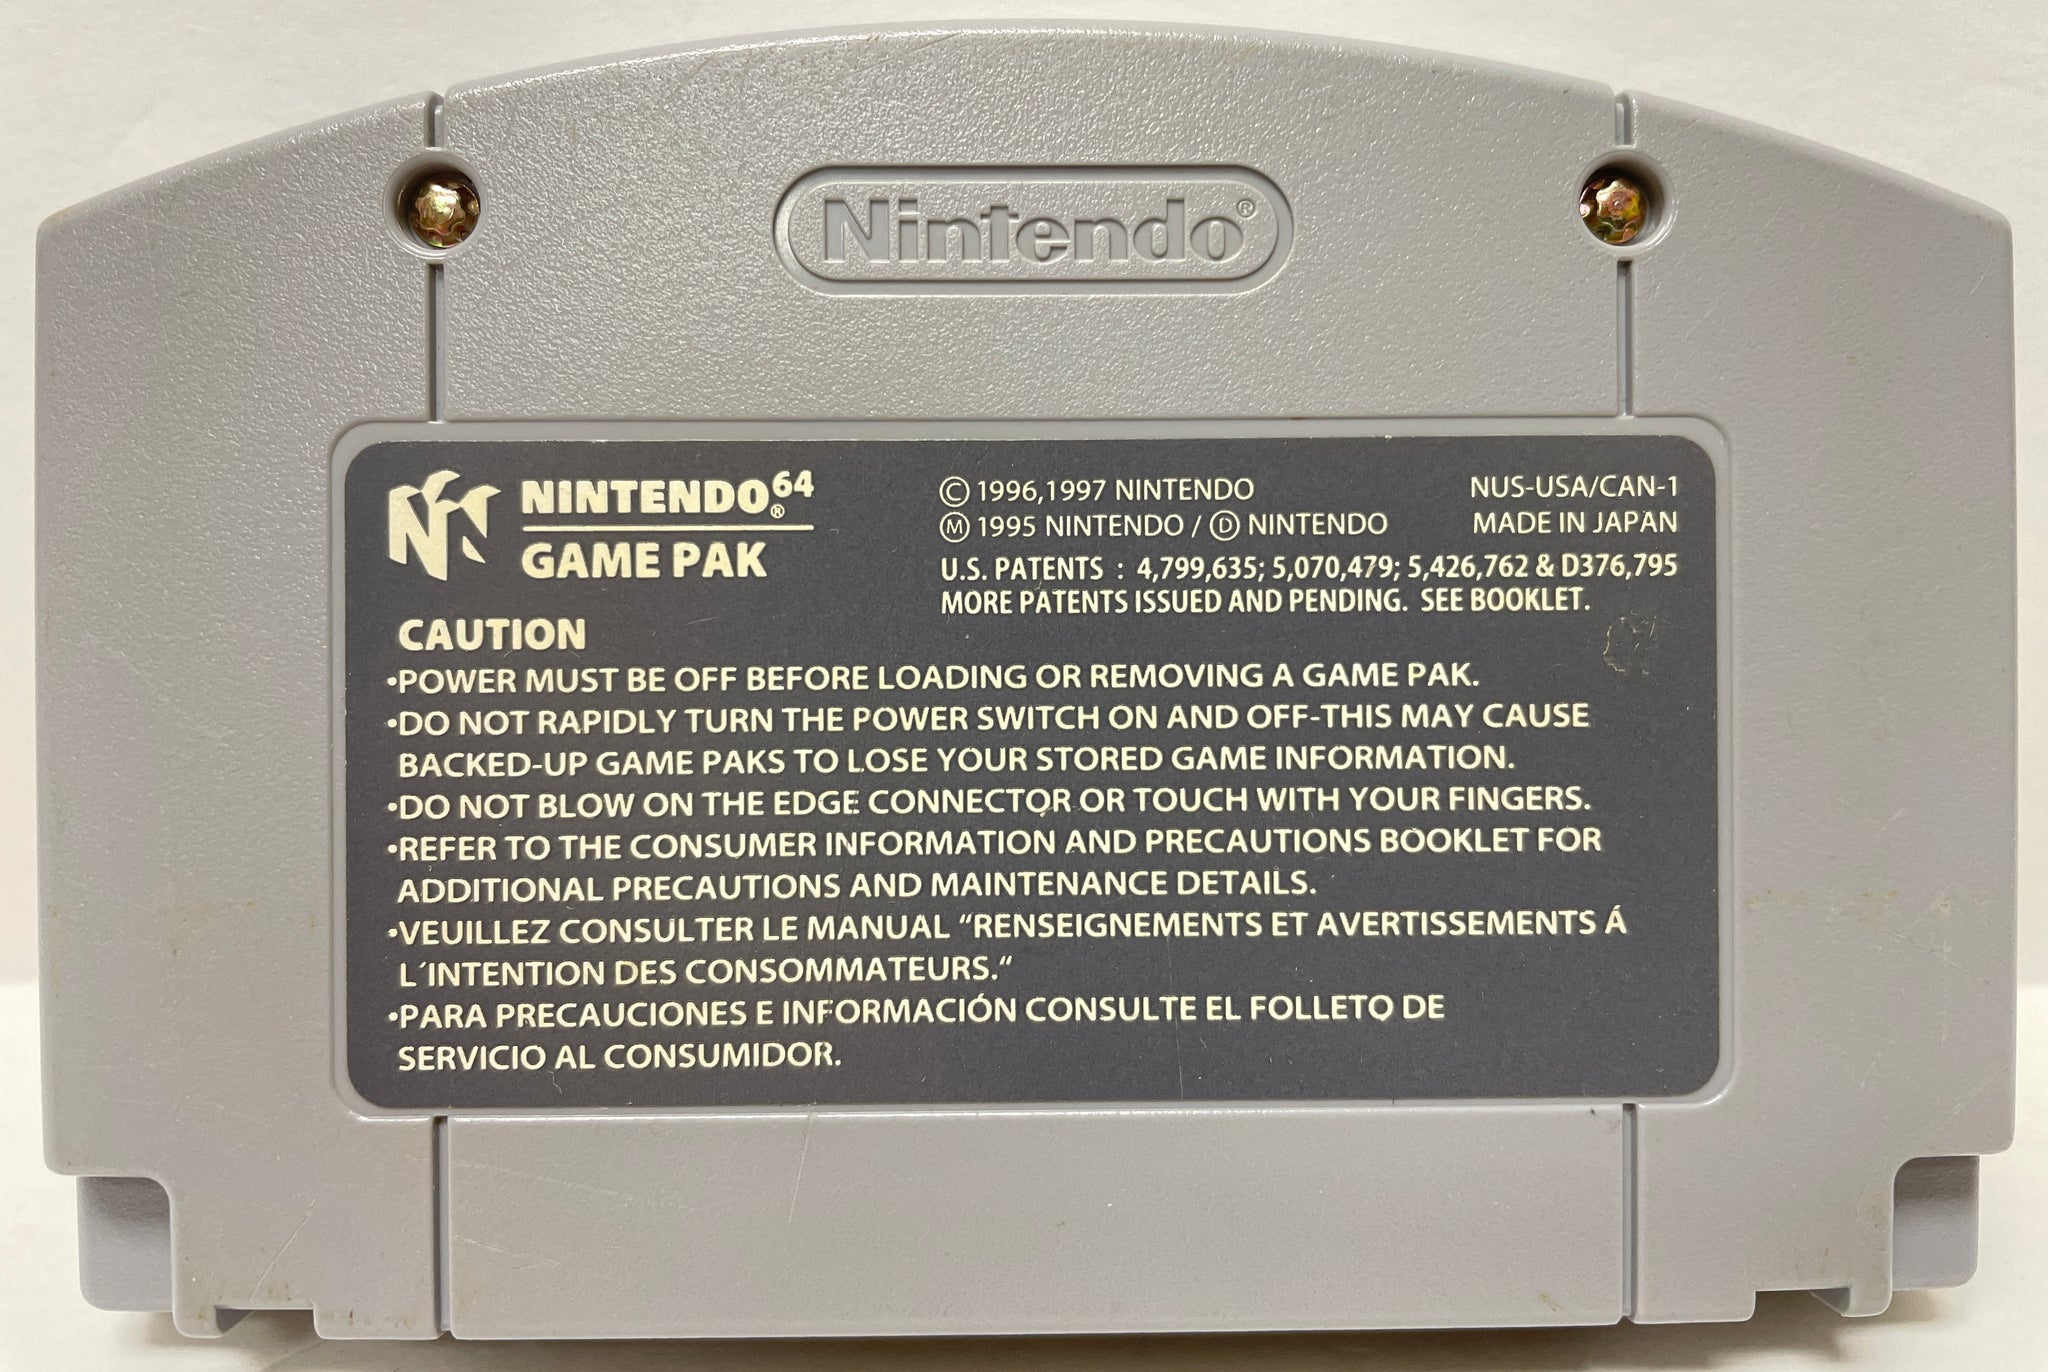 Nintendo®
NINTENDO®64
GAME PAK
© 1996,1997 NINTENDO
Ⓜ 1995 NINTENDO / Ⓓ NINTENDO
NUS-USA/CAN-1
MADE IN JAPAN
U.S. PATENTS : 4,799,635; 5,070,479; 5,426,762 & D376,795
MORE PATENTS ISSUED AND PENDING. SEE BOOKLET.
CAUTION
•POWER MUST BE OFF BEFORE LOADING OR REMOVING A GAME PAK.
•DO NOT RAPIDLY TURN THE POWER SWITCH ON AND OFF-THIS MAY CAUSE
BACKED-UP GAME PAKS TO LOSE YOUR STORED GAME INFORMATION.
•DO NOT BLOW ON THE EDGE CONNECTOR OR TOUCH WITH YOUR FINGERS.
•REFER TO THE CONSUMER INFORMATION AND PRECAUTIONS BOOKLET FOR
ADDITIONAL PRECAUTIONS AND MAINTENANCE DETAILS.
•VEUILLEZ CONSULTER LE MANUAL “RENSEIGNEMENTS ET AVERTISSEMENTS Á
L´INTENTION DES CONSOMMATEURS.“
•PARA PRECAUCIONES E INFORMACIÓN CONSULTE EL FOLLETO DE
SERVICIO AL CONSUMIDOR.